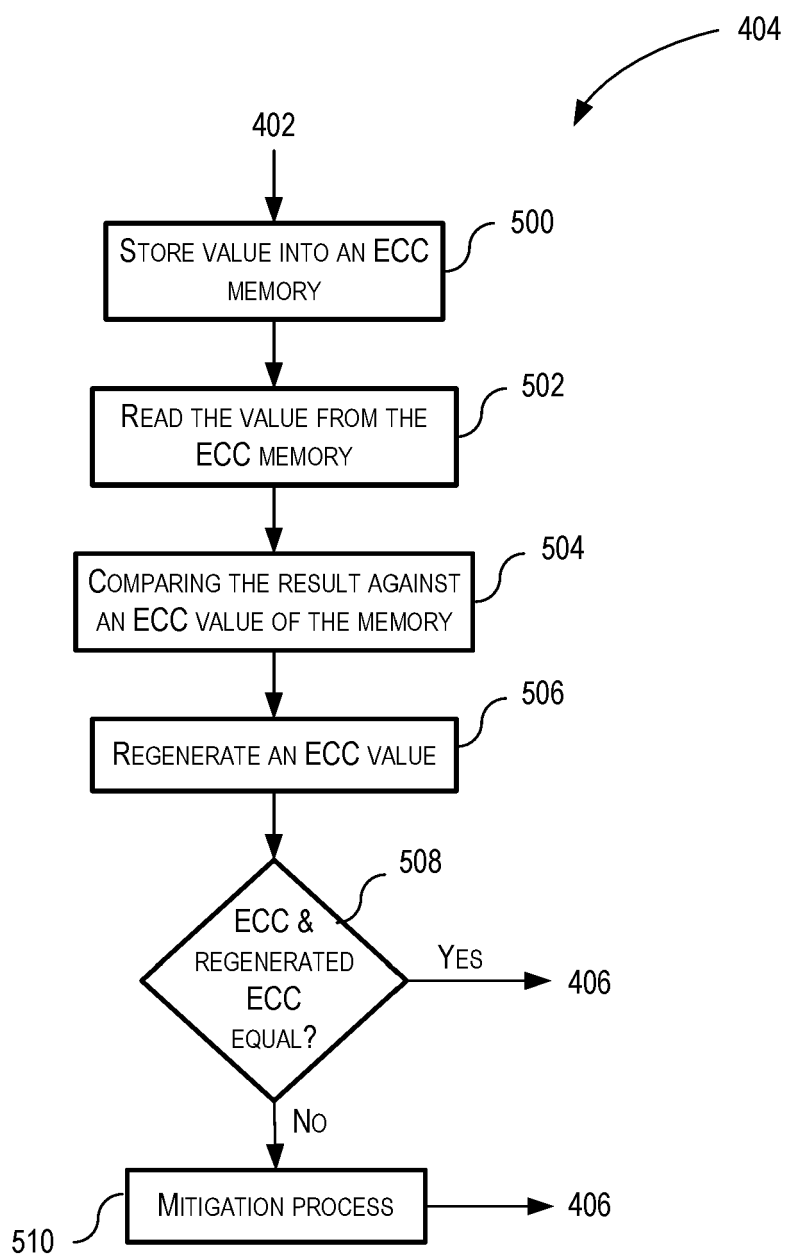 404
402
500
STORE VALUE INTO AN ECC
MEMORY
502
READ THE VALUE FROM THE
ECC MEMORY
504
COMPARING THE RESULT AGAINST
AN ECC VALUE OF THE MEMORY
506
REGENERATE AN ECC VALUE
508
ECC &
REGENERATED
ECC
EQUAL?
YES
406
NO
MITIGATION PROCESS
406
510